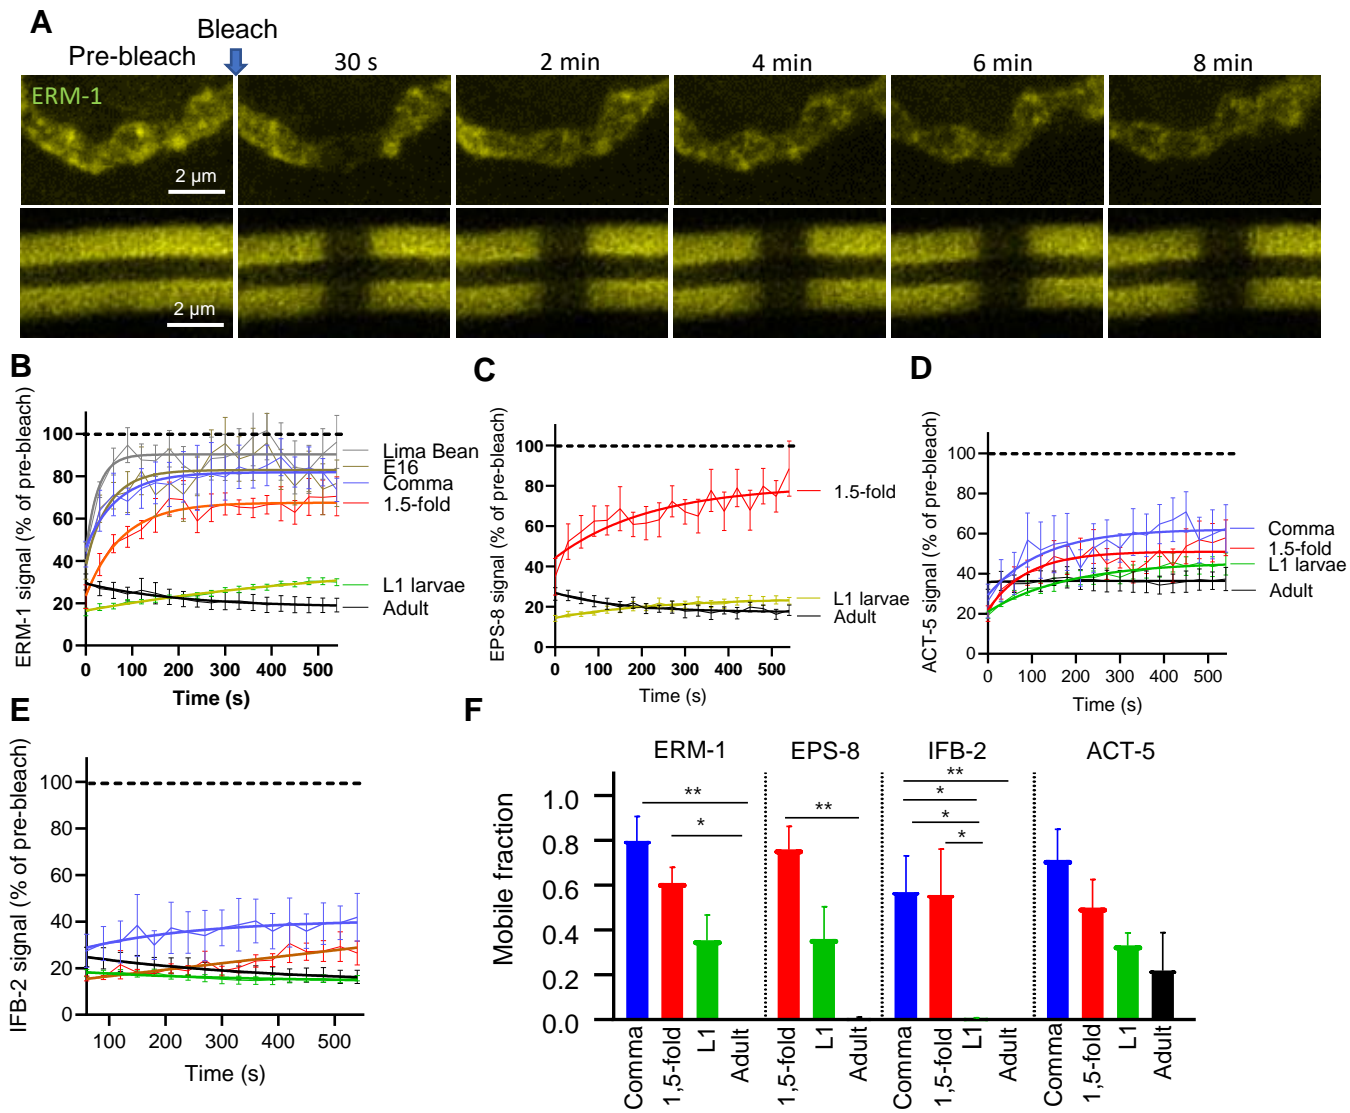 A
Bleach
Pre-bleach
30 s
2 min
4 min
6 min
8 min
ERM-1
2 µm
2 µm
B
ERM-1 signal (% of pre-bleach)
100
80
60
40
20
0
0 100 200 300 400 500
Time (s)
Lima Bean
E16
Comma
1.5-fold
L1 larvae
Adult
C
EPS-8 signal (% of pre-bleach)
100
80
60
40
20
0
0 100 200 300 400 500
Time (s)
1.5-fold
L1 larvae
Adult
D
ACT-5 signal (% of pre-bleach)
100
80
60
40
20
0
0 100 200 300 400 500
Time (s)
Comma
1.5-fold
L1 larvae
Adult
E
IFB-2 signal (% of pre-bleach)
100
80
60
40
20
0
100 200 300 400 500
Time (s)
F
ERM-1 EPS-8 IFB-2 ACT-5
Mobile fraction
1.0
0.8
0.6
0.4
0.2
0.0
**
*
**
**
*
*
*
Comma
1,5-fold
L1
Adult
1,5-fold
L1
Adult
Comma
1,5-fold
L1
Adult
Comma
1,5-fold
L1
Adult